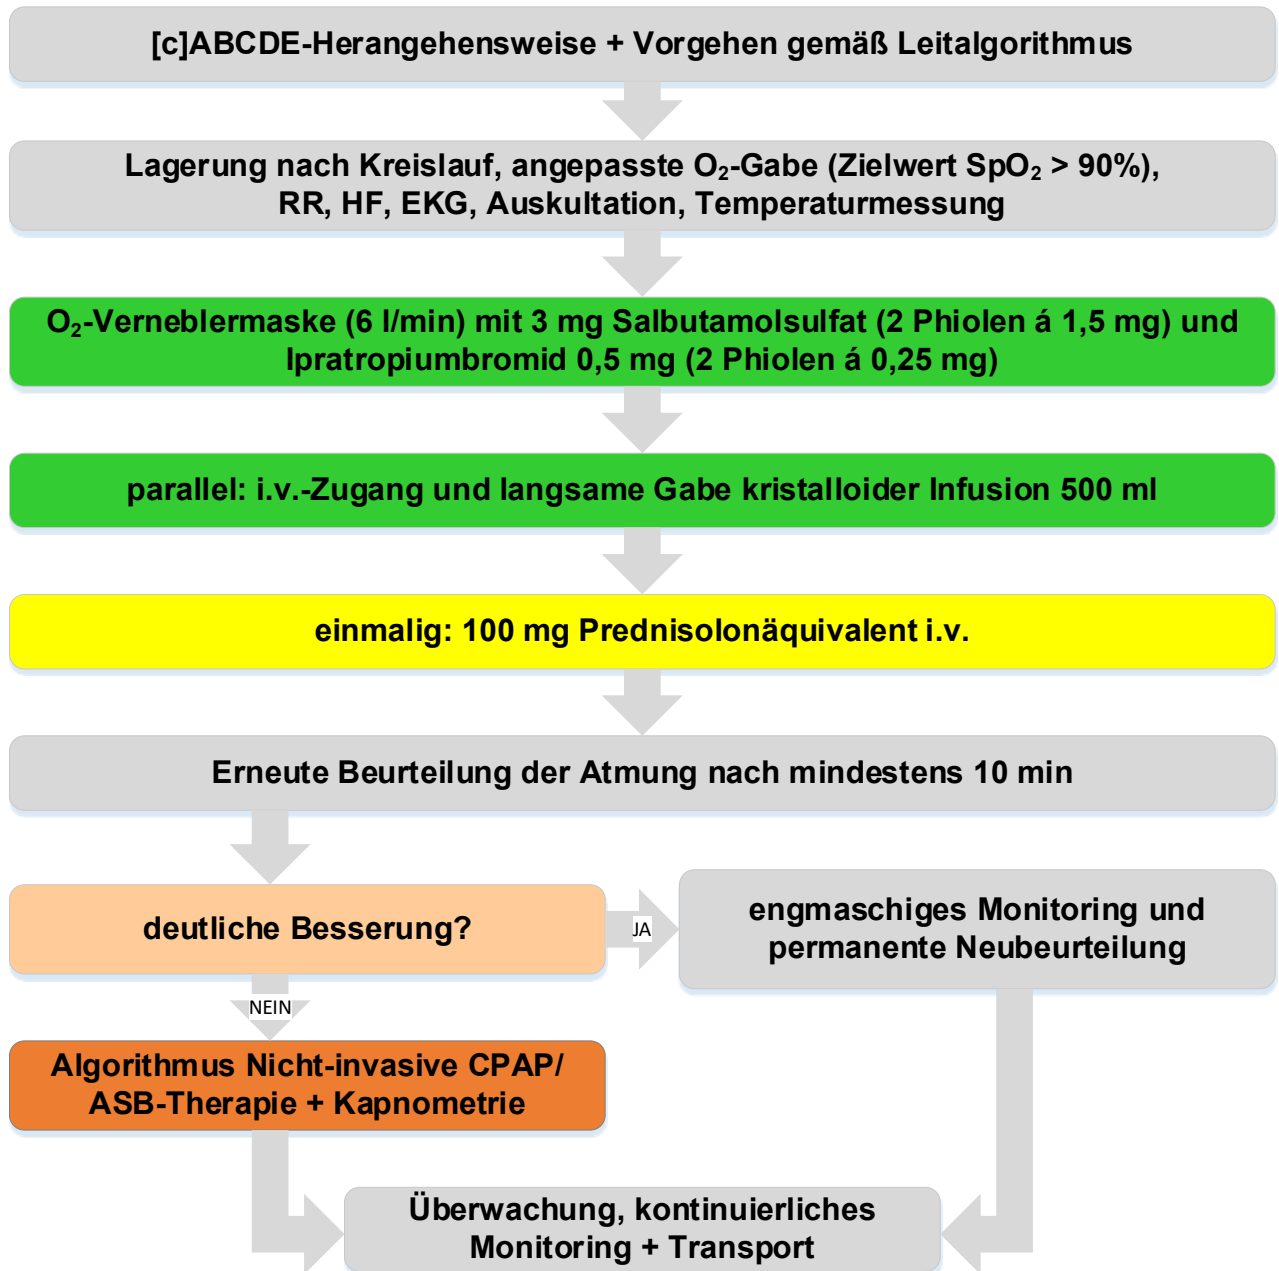 [c]ABCDE-Herangehensweise + Vorgehen gemäß Leitalgorithmus
Lagerung nach Kreislauf, angepasste O₂-Gabe (Zielwert SpO₂ > 90%),
RR, HF, EKG, Auskultation, Temperaturmessung
O₂-Verneblermaske (6 l/min) mit 3 mg Salbutamolsulfat (2 Phiolen á 1,5 mg) und
Ipratropiumbromid 0,5 mg (2 Phiolen á 0,25 mg)
parallel: i.v.-Zugang und langsame Gabe kristalloider Infusion 500 ml
einmalig: 100 mg Prednisolonäquivalent i.v.
Erneute Beurteilung der Atmung nach mindestens 10 min
deutliche Besserung?
JA
engmaschiges Monitoring und
permanente Neubeurteilung
NEIN
Algorithmus Nicht-invasive CPAP/
ASB-Therapie + Kapnometrie
Überwachung, kontinuierliches
Monitoring + Transport